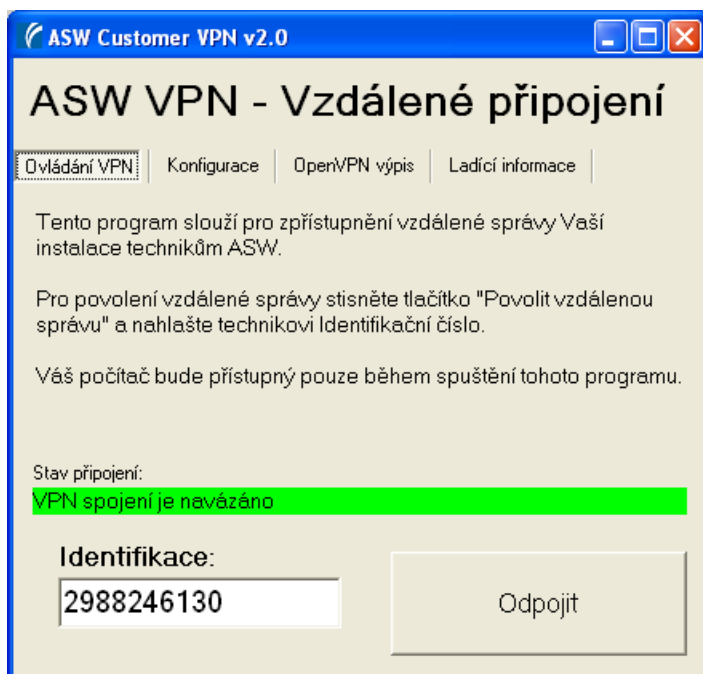 ASW Customer VPN v2.0
ASW VPN - Vzdálené připojení
Ovládání VPN
Konfigurace
OpenVPN výpis
Ladící informace
Tento program slouží pro zpřístupnění vzdálené správy Vaší
instalace technikům ASW.
Pro povolení vzdálené správy stisněte tlačítko "Povolit vzdálenou
správu" a nahlašte technikovi Identifikační číslo.
Váš počítač bude přístupný pouze během spuštění tohoto programu.
Stav připojení:
VPN spojení je navázáno
Identifikace:
2988246130
Odpojit